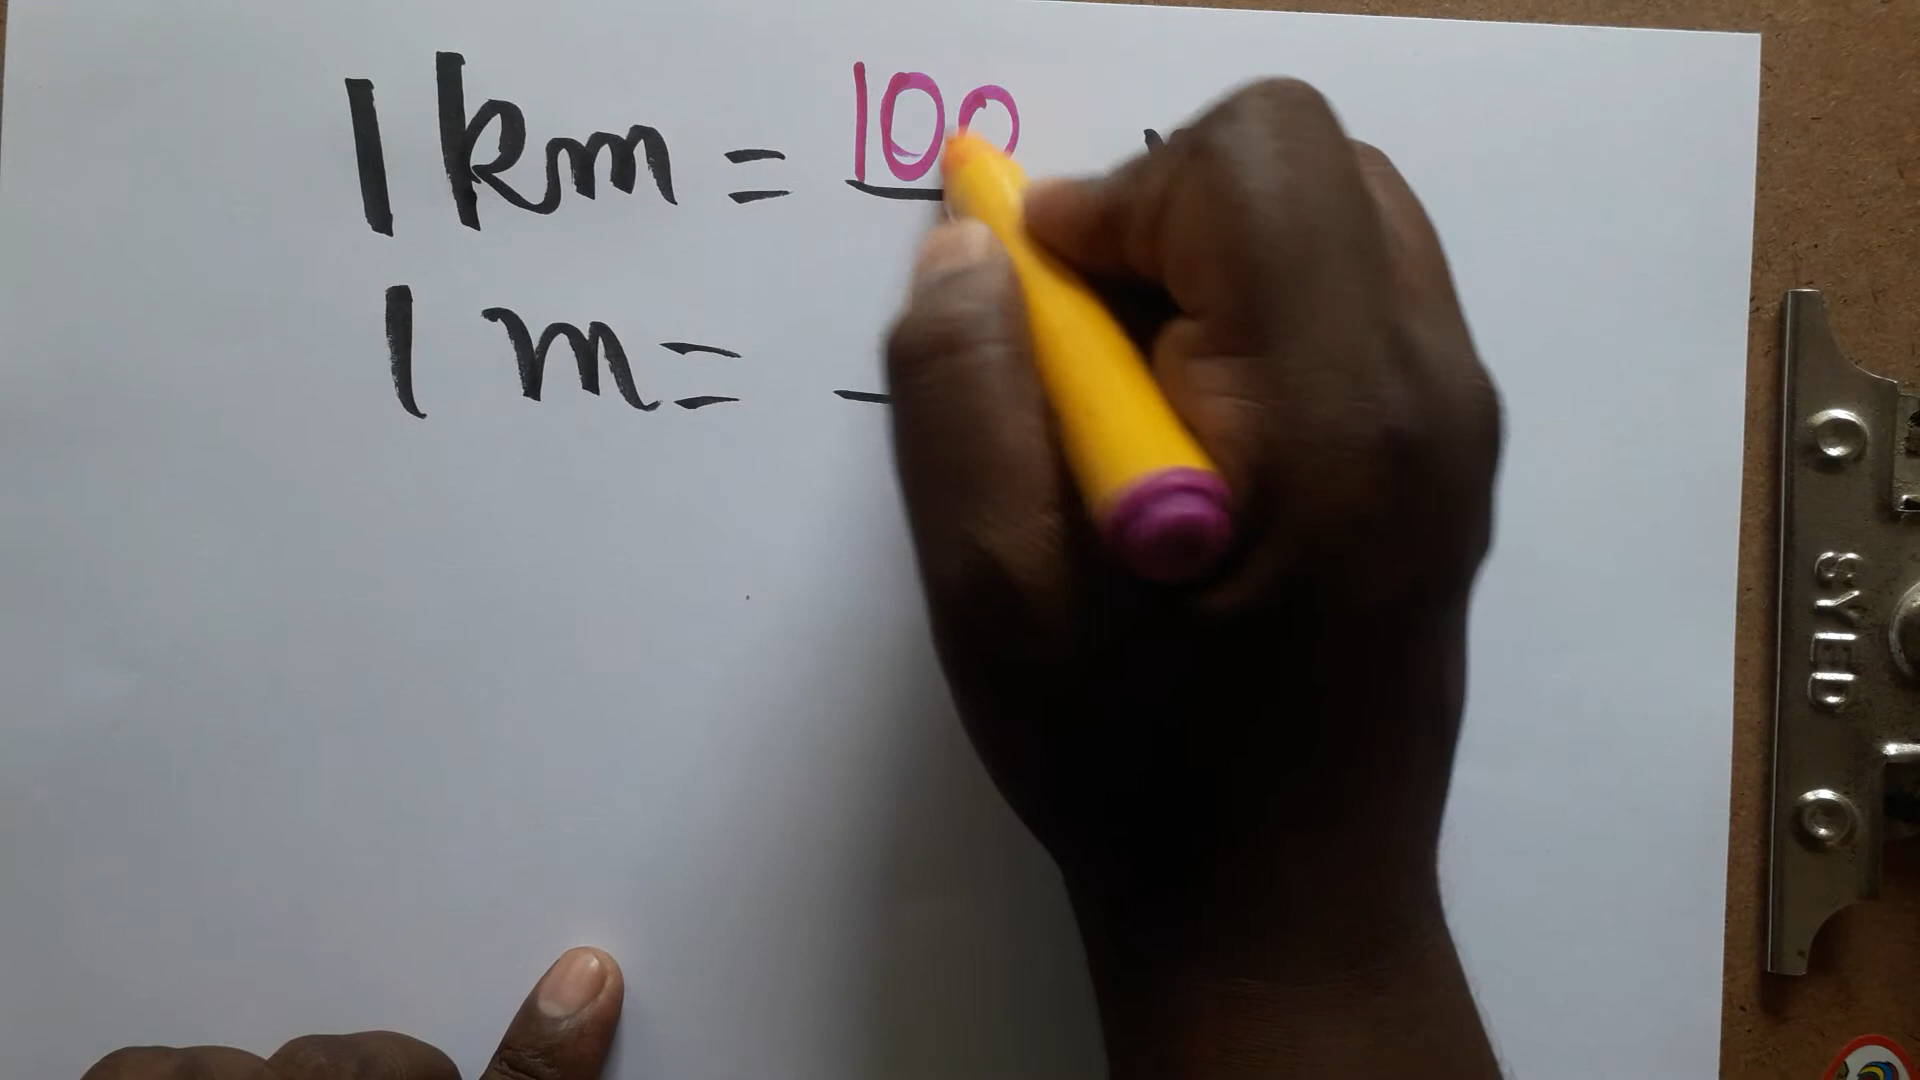 1 km = 100
1 m =
SYED